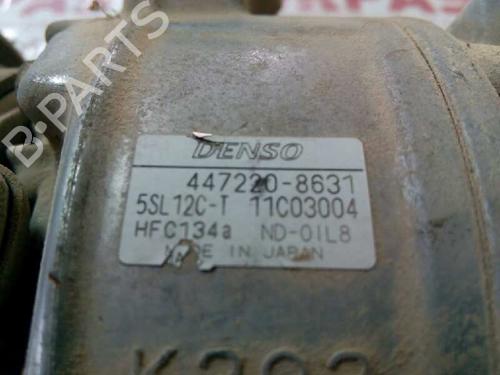 B-PARTS
DENSO
447220-8631
5SL12C-T 11C03004
HFC134a ND-OIL8
MADE IN JAPAN